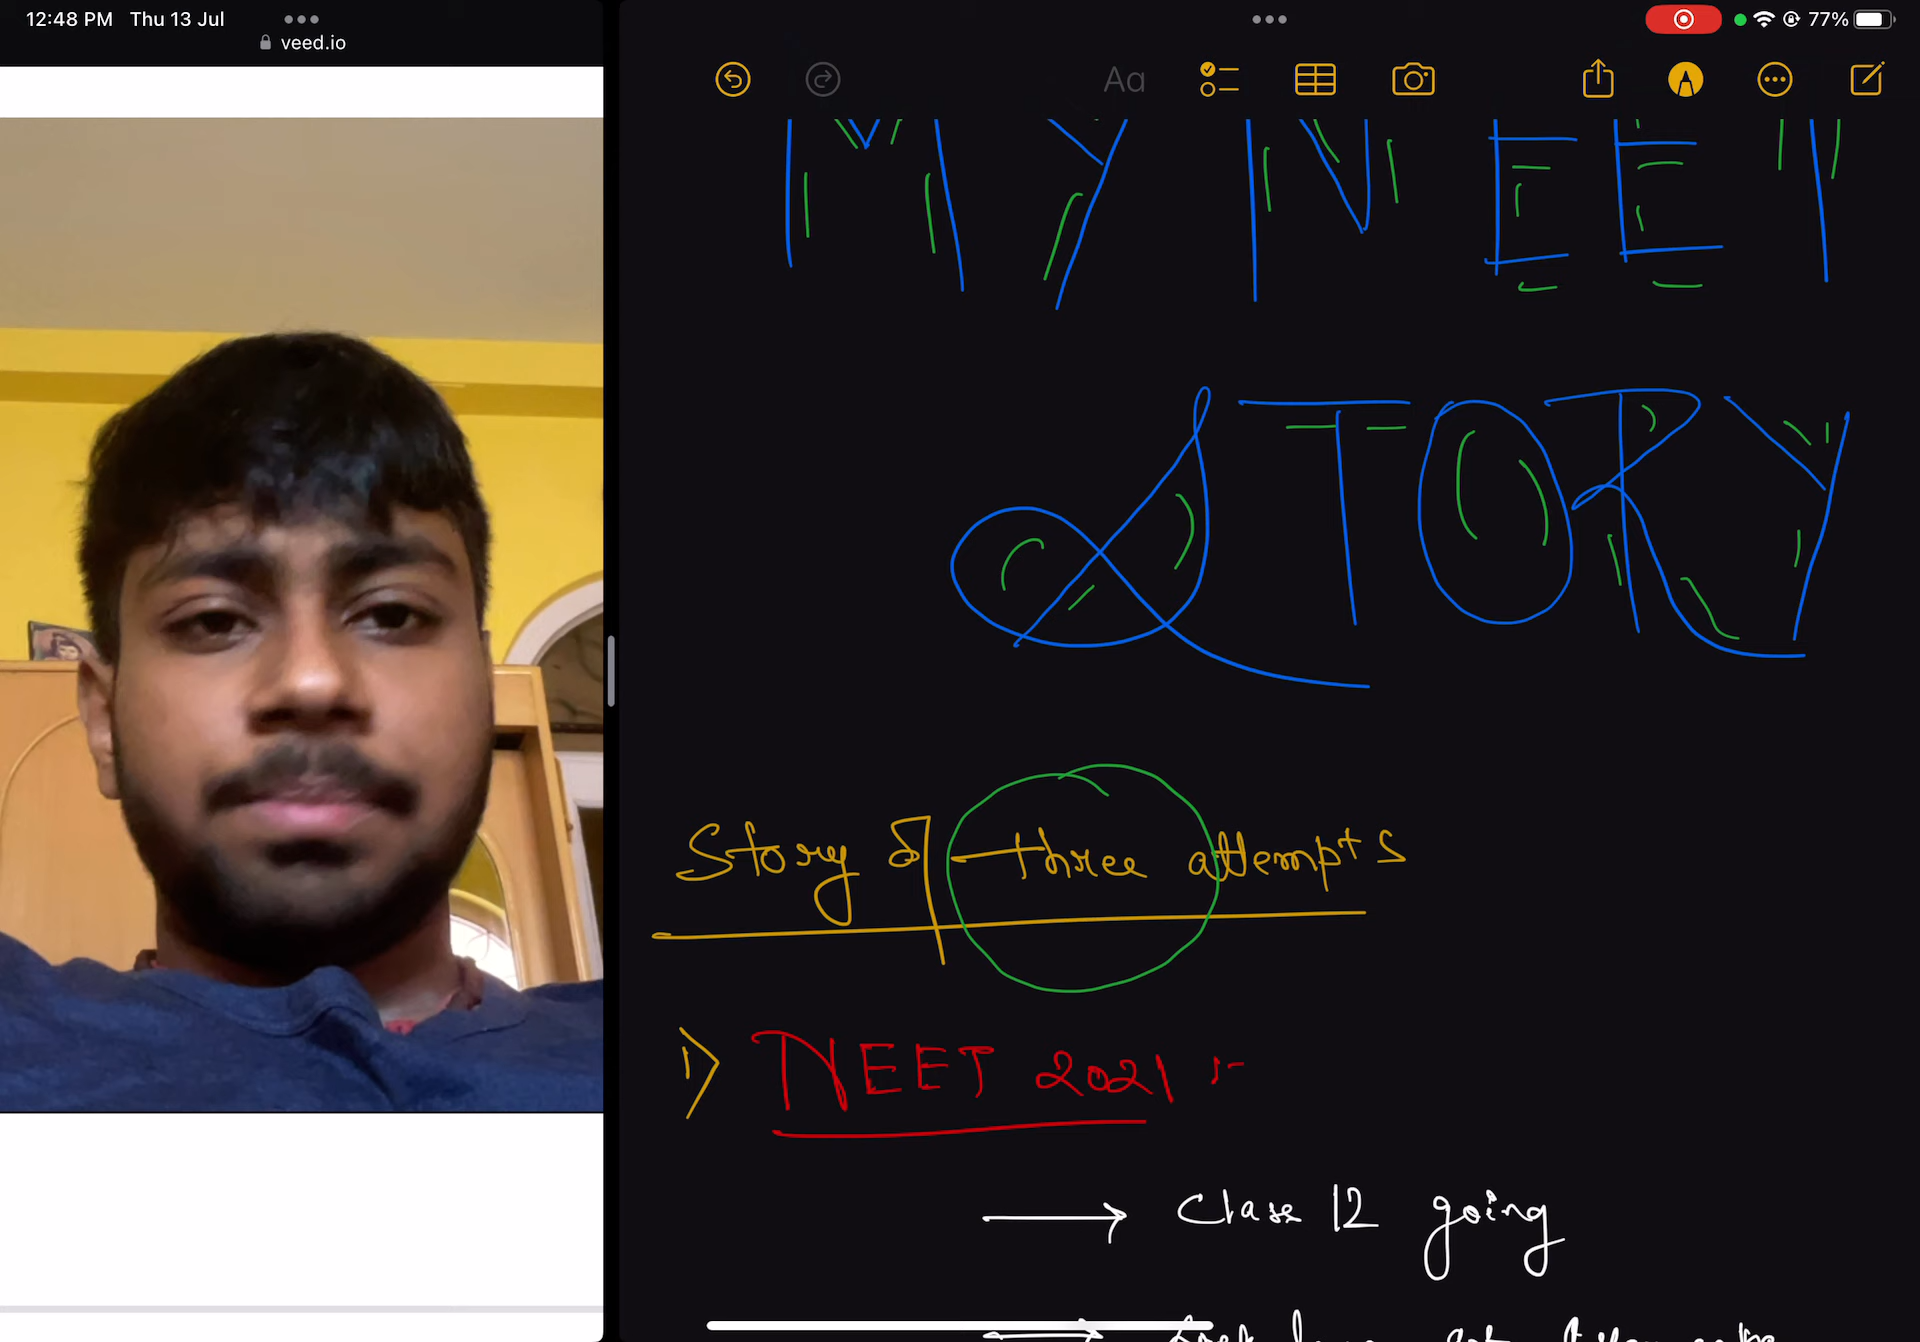 12:48 PM Thu 13 Jul
veed.io
77%
Aa
MY NEET
STORY
Story of three attempts
1) NEET 2021 :-
→ Class 12 going